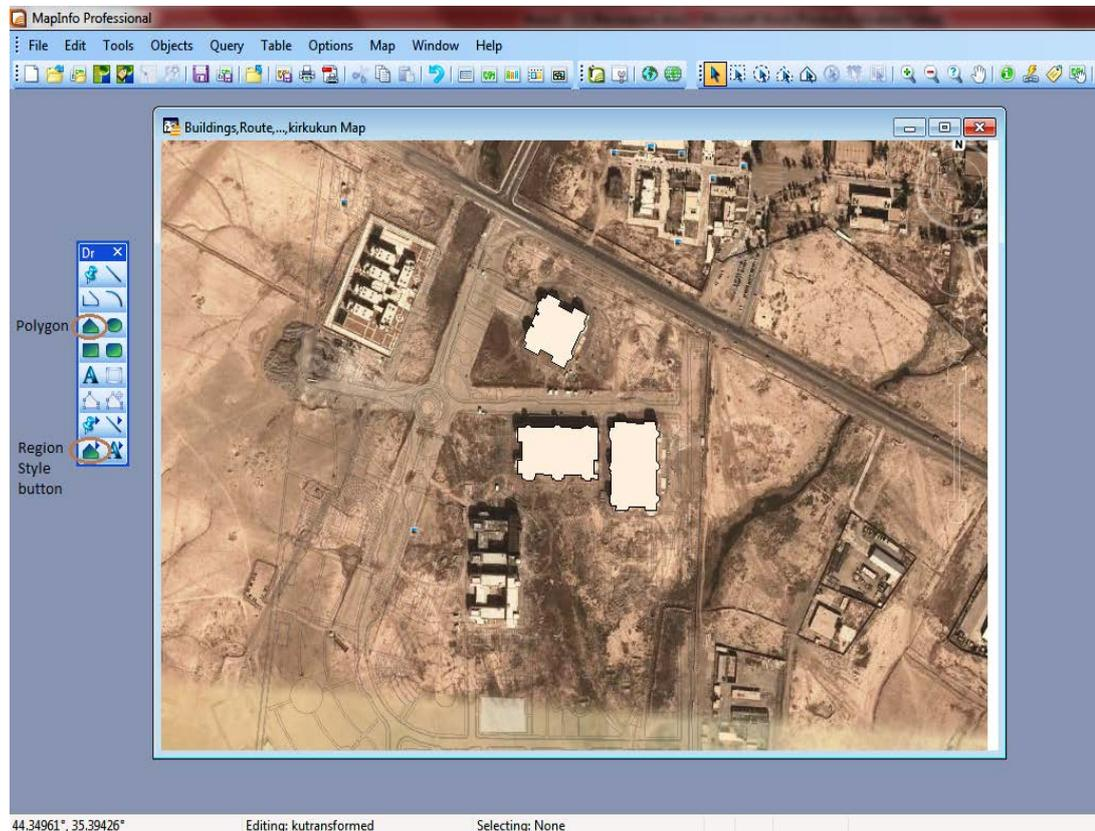 MapInfo Professional
File Edit Tools Objects Query Table Options Map Window Help
Buildings,Route,...,kirkukun Map
N
Dr
Polygon
A
Region
Style
button
A
44.34961°, 35.39426° Editing: kutransformed Selecting: None